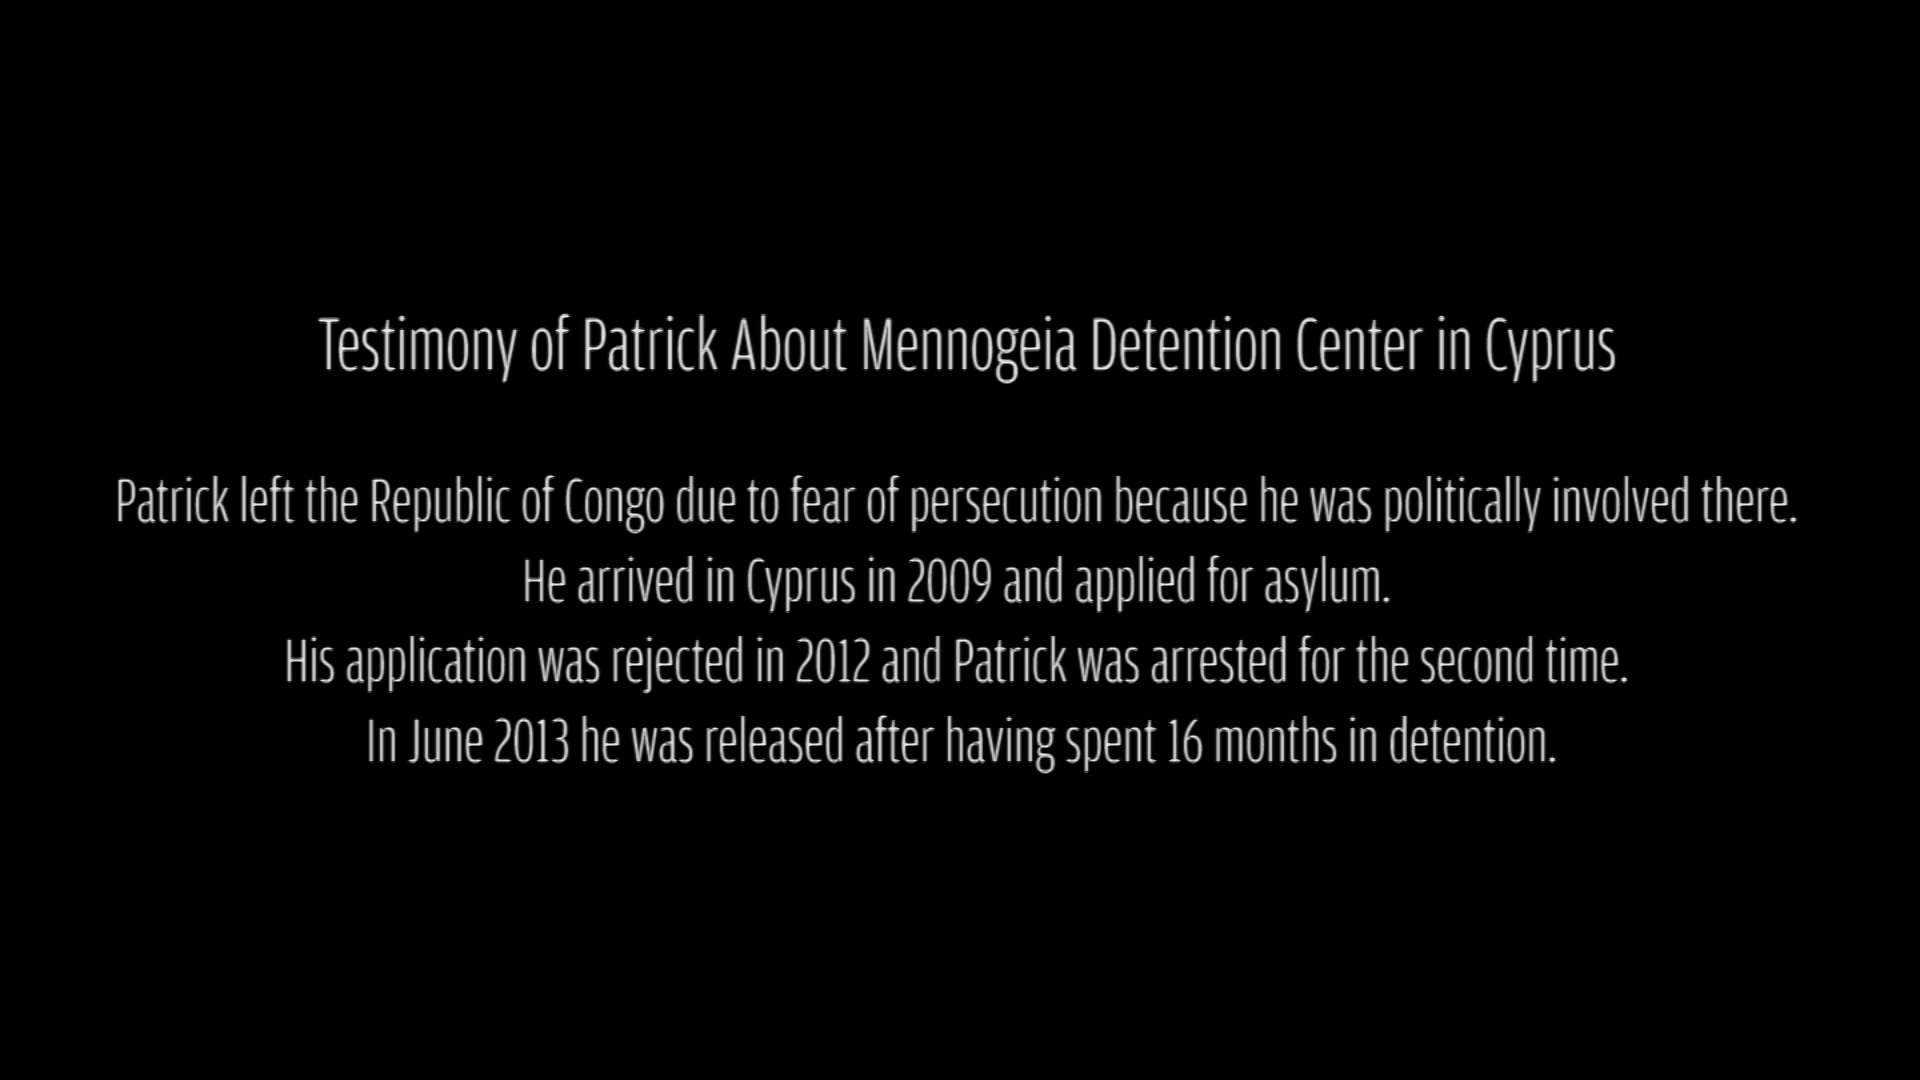 Testimony of Patrick About Mennogeia Detention Center in Cyprus
Patrick left the Republic of Congo due to fear of persecution because he was politically involved there.
He arrived in Cyprus in 2009 and applied for asylum.
His application was rejected in 2012 and Patrick was arrested for the second time.
In June 2013 he was released after having spent 16 months in detention.